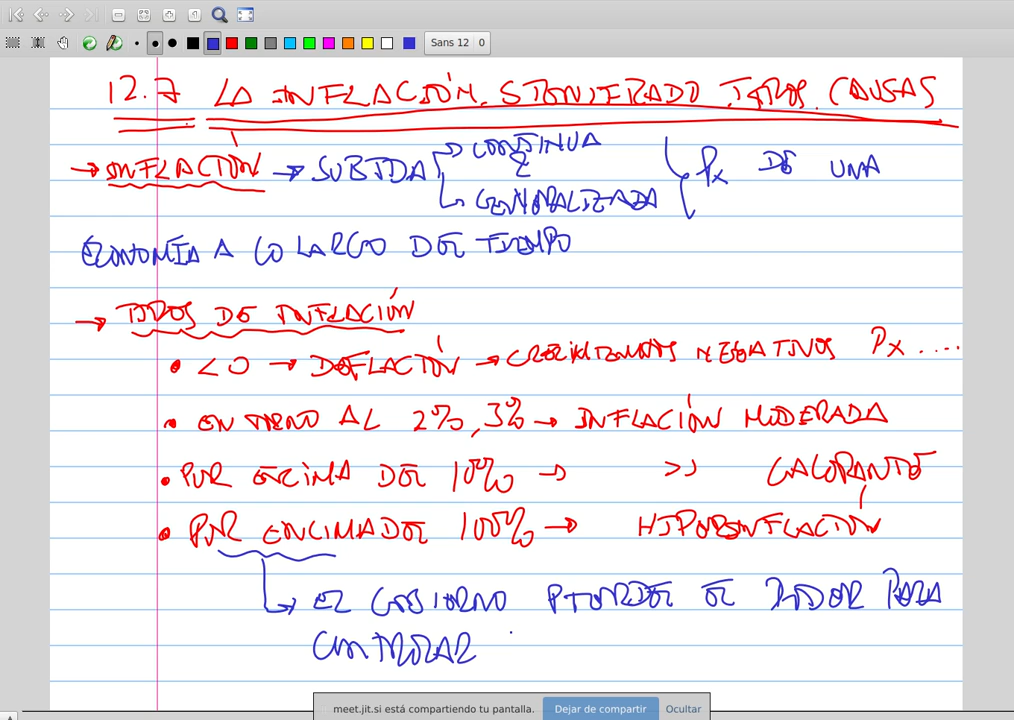 Sans 12 0
12.7 LA INFLACIÓN. SIGNIFICADO, TIPOS. CAUSAS
→ INFLACIÓN → SUBIDA → CONTINUA Px DE UNA
→ GENERALIZADA
ECONOMÍA A LO LARGO DEL TIEMPO
→ TIPOS DE INFLACIÓN
• <0 → DEFLACIÓN → CRECIMIENTOS NEGATIVOS Px ....
• EN TORNO AL 2%, 3% → INFLACIÓN MODERADA
• POR ENCIMA DEL 10% → >> GALOPANTE
• POR ENCIMA DEL 100% → HIPERINFLACIÓN
→ EL GOBIERNO PIERDE EL PODER PARA
CONTROLAR
meet.jit.si está compartiendo tu pantalla. Dejar de compartir Ocultar